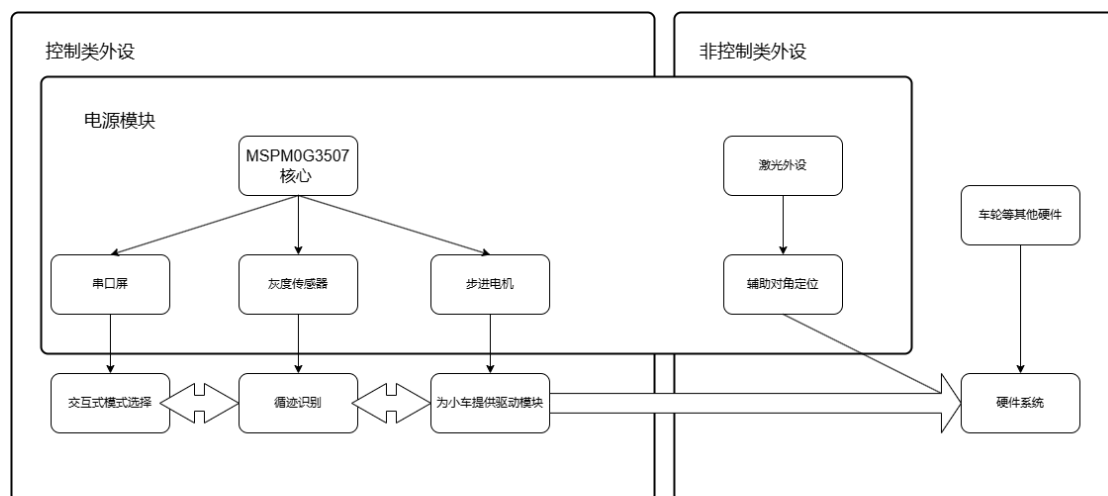 控制类外设
非控制类外设
电源模块
MSPM0G3507
核心
激光外设
车轮等其他硬件
串口屏
灰度传感器
步进电机
辅助对角定位
交互式模式选择
循迹识别
为小车提供驱动模块
硬件系统